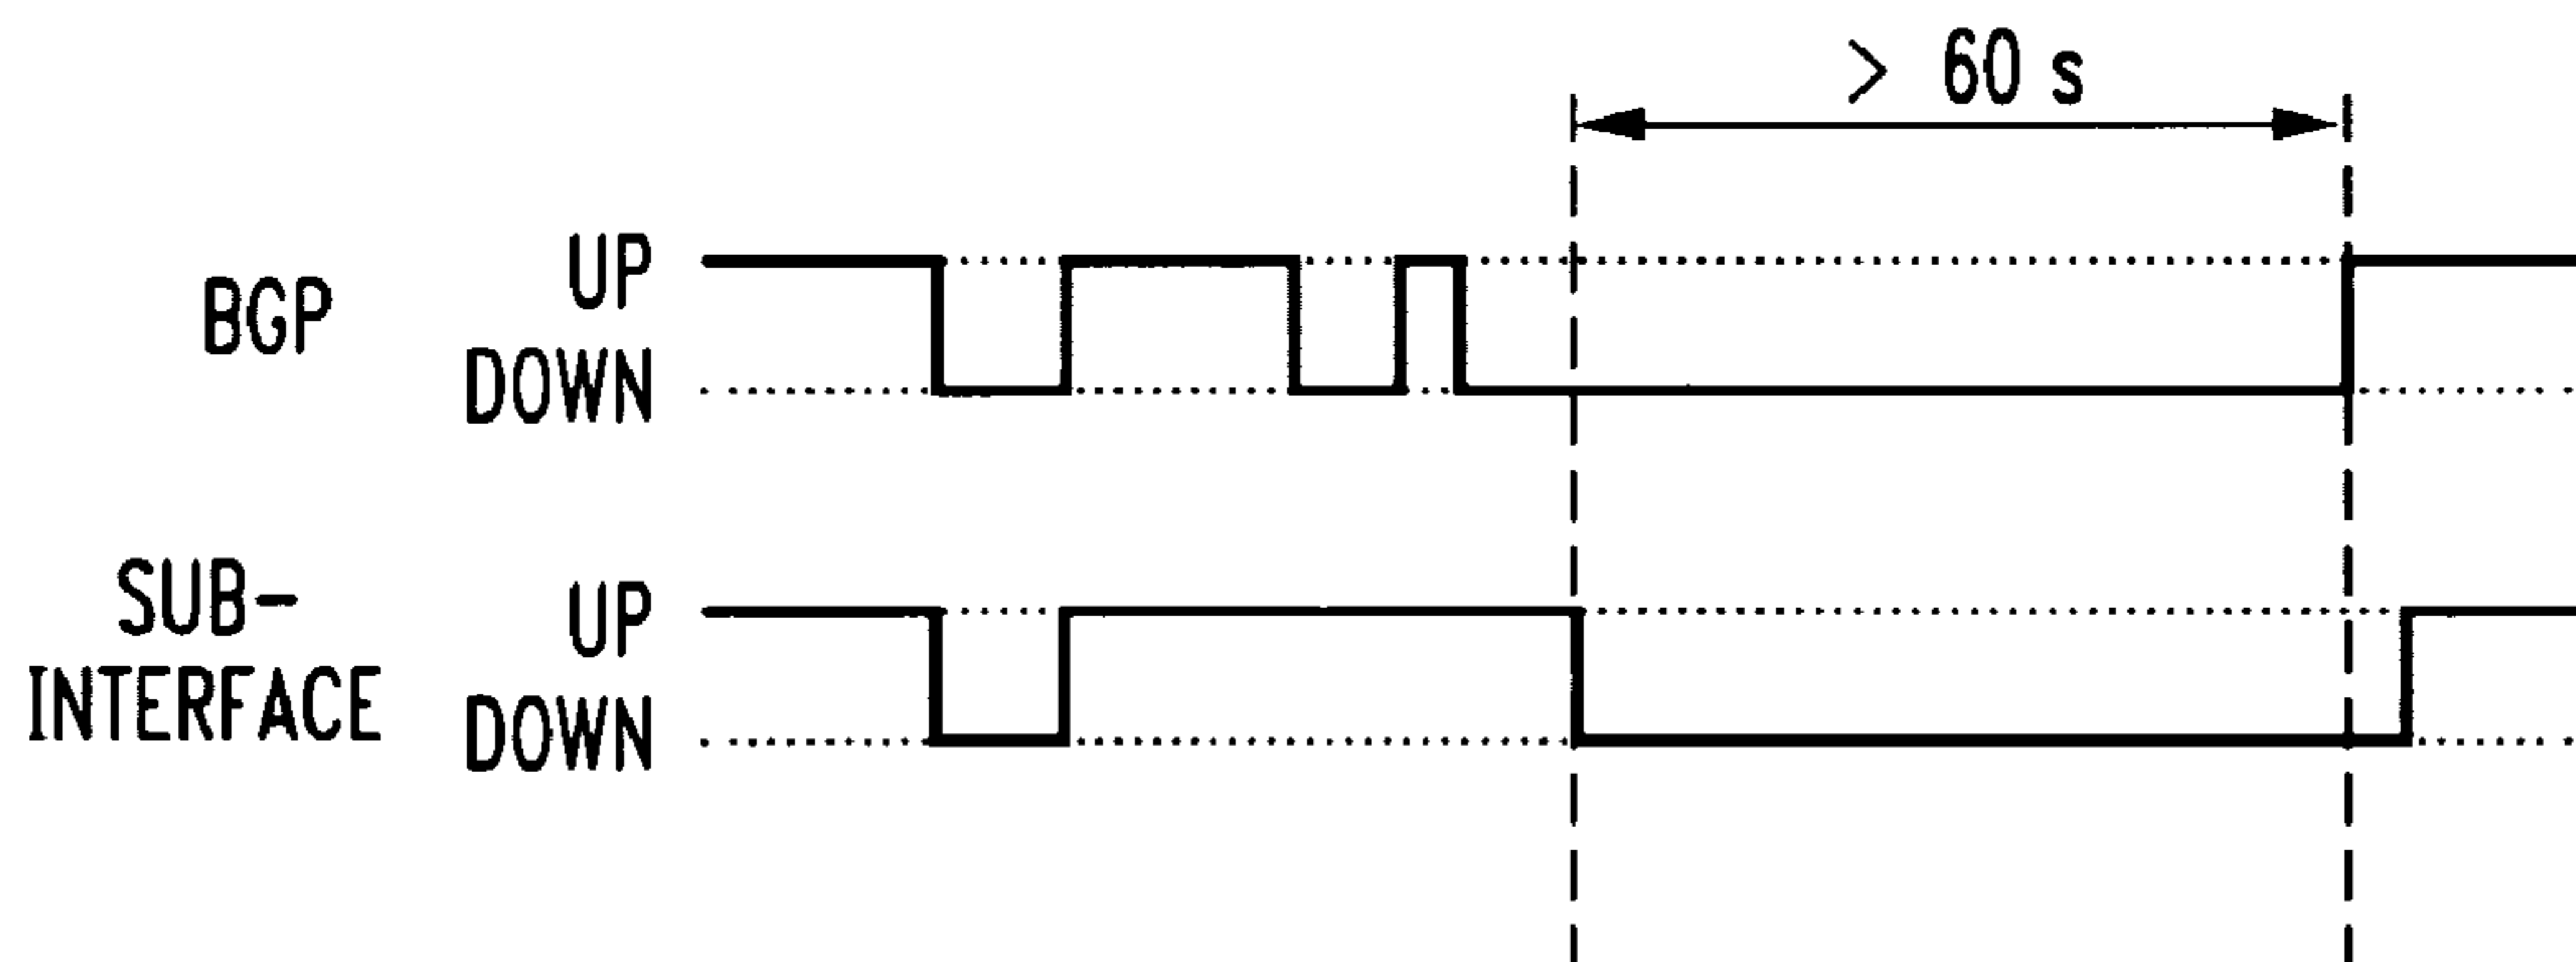 > 60 s
BGP
UP
DOWN
SUB-
INTERFACE
UP
DOWN